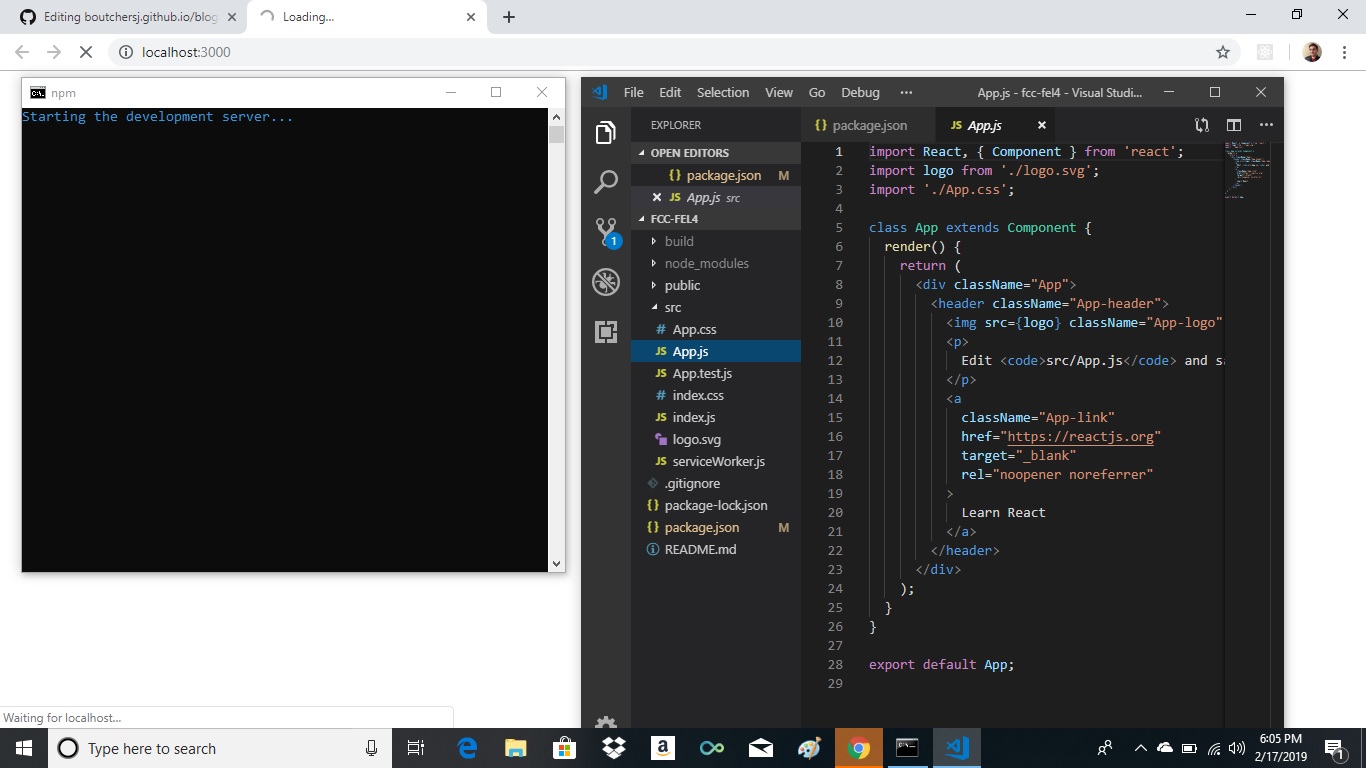 Editing boutchersj.github.io/blog
Loading...
localhost:3000
npm
Starting the development server...
File Edit Selection View Go Debug ··· App.js - fcc-fel4 - Visual Studi...
EXPLORER
OPEN EDITORS
{} package.json M
JS App.js src
FCC-FEL4
build
node_modules
public
src
# App.css
JS App.js
JS App.test.js
# index.css
JS index.js
logo.svg
JS serviceWorker.js
.gitignore
{} package-lock.json
{} package.json M
README.md
1
{} package.json
JS App.js
1 import React, { Component } from 'react';
2 import logo from './logo.svg';
3 import './App.css';
4
5 class App extends Component {
6 render() {
7 return (
8 <div className="App">
9 <header className="App-header">
10 <img src={logo} className="App-logo"
11 <p>
12 Edit <code>src/App.js</code> and sa
13 </p>
14 <a
15 className="App-link"
16 href="https://reactjs.org"
17 target="_blank"
18 rel="noopener noreferrer"
19 >
20 Learn React
21 </a>
22 </header>
23 </div>
24 );
25 }
26 }
27
28 export default App;
29
Waiting for localhost...
Type here to search
6:05 PM
2/17/2019
1